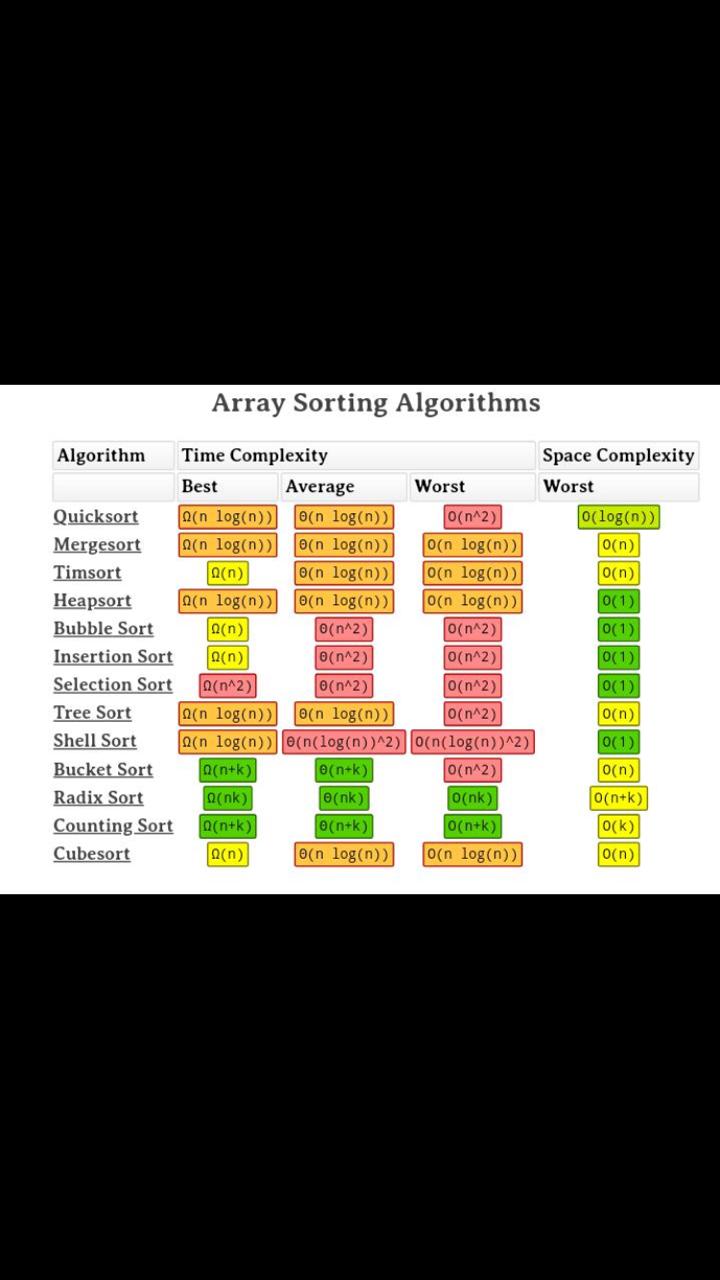 Array Sorting Algorithms
Algorithm Time Complexity Space Complexity
Best Average Worst Worst
Quicksort Ω(n log(n)) Θ(n log(n)) O(n^2) O(log(n))
Mergesort Ω(n log(n)) Θ(n log(n)) O(n log(n)) O(n)
Timsort Ω(n) Θ(n log(n)) O(n log(n)) O(n)
Heapsort Ω(n log(n)) Θ(n log(n)) O(n log(n)) O(1)
Bubble Sort Ω(n) Θ(n^2) O(n^2) O(1)
Insertion Sort Ω(n) Θ(n^2) O(n^2) O(1)
Selection Sort Ω(n^2) Θ(n^2) O(n^2) O(1)
Tree Sort Ω(n log(n)) Θ(n log(n)) O(n^2) O(n)
Shell Sort Ω(n log(n)) Θ(n(log(n))^2) O(n(log(n))^2) O(1)
Bucket Sort Ω(n+k) Θ(n+k) O(n^2) O(n)
Radix Sort Ω(nk) Θ(nk) O(nk) O(n+k)
Counting Sort Ω(n+k) Θ(n+k) O(n+k) O(k)
Cubesort Ω(n) Θ(n log(n)) O(n log(n)) O(n)